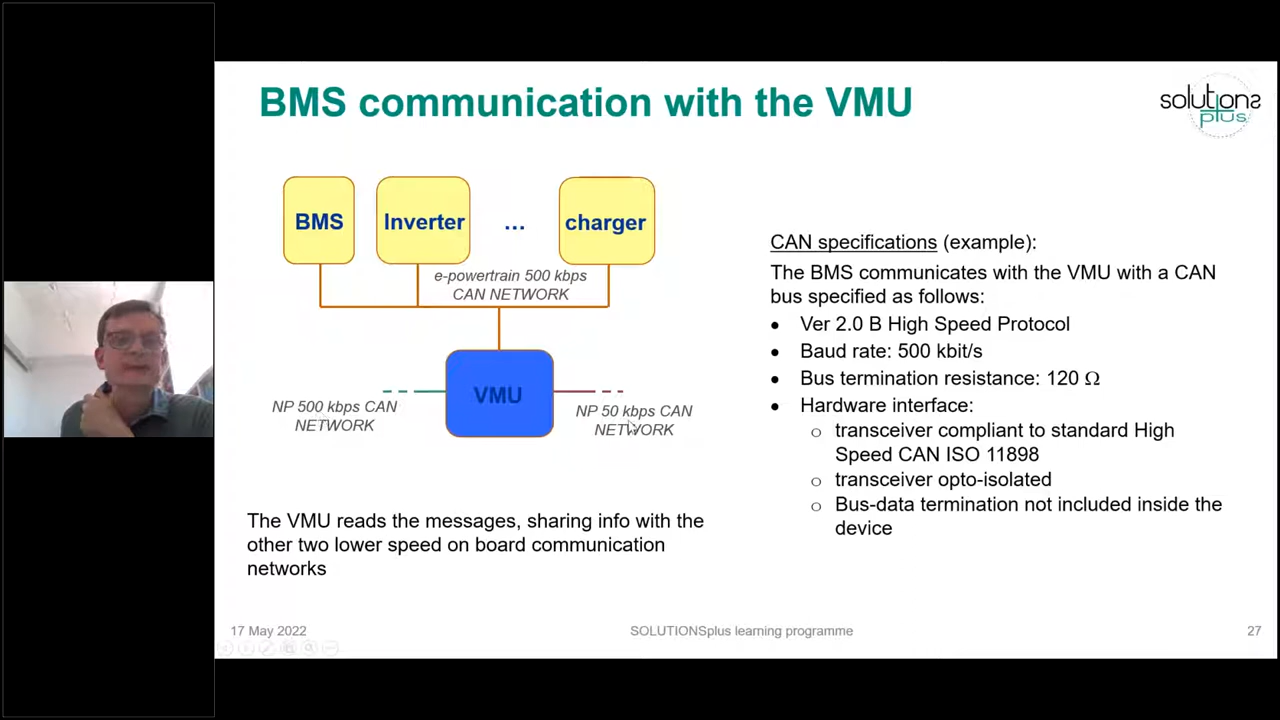 BMS communication with the VMU
solutions
plus
BMS
Inverter
...
charger
e-powertrain 500 kbps
CAN NETWORK
VMU
NP 500 kbps CAN
NETWORK
NP 50 kbps CAN
NETWORK
The VMU reads the messages, sharing info with the
other two lower speed on board communication
networks
CAN specifications (example):
The BMS communicates with the VMU with a CAN
bus specified as follows:
• Ver 2.0 B High Speed Protocol
• Baud rate: 500 kbit/s
• Bus termination resistance: 120 Ω
• Hardware interface:
o transceiver compliant to standard High
Speed CAN ISO 11898
o transceiver opto-isolated
o Bus-data termination not included inside the
device
17 May 2022
SOLUTIONSplus learning programme
27